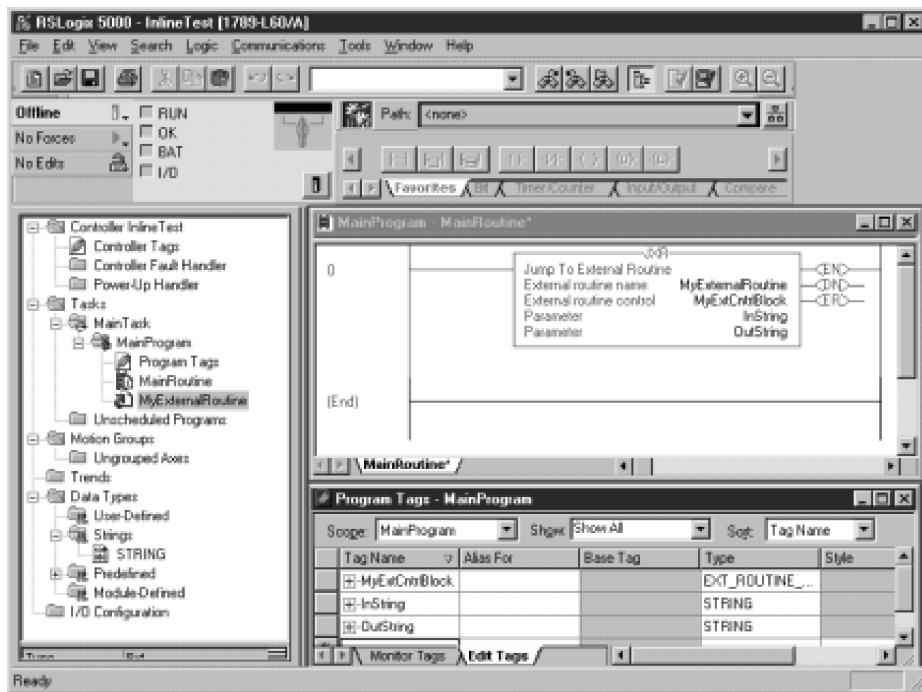 RSLogix 5000 - InlineTest [1789-L60/A]
File Edit View Search Logic Communications Tools Window Help
Offline
No Forces
No Edits
RUN
OK
BAT
I/O
Path: <none>
Favorites Bit Timer/Counter Input/Output Compare
Controller InlineTest
Controller Tags
Controller Fault Handler
Power-Up Handler
Tasks
MainTask
MainProgram
Program Tags
MainRoutine
MyExternalRoutine
Unscheduled Programs
Motion Groups
Ungrouped Axes
Trends
Data Types
User-Defined
Strings
STRING
Predefined
Module-Defined
I/O Configuration
MainProgram - MainRoutine*
0
JXR
Jump To External Routine
External routine name MyExternalRoutine
External routine control MyExtCntrlBlock
Parameter InString
Parameter OutString
EN
DN
ER
(End)
MainRoutine*
Program Tags - MainProgram
Scope: MainProgram Show: Show All Sort: Tag Name
Tag Name Alias For Base Tag Type Style
MyExtCntrlBlock EXT_ROUTINE_...
InString STRING
OutString STRING
Monitor Tags Edit Tags
Ready